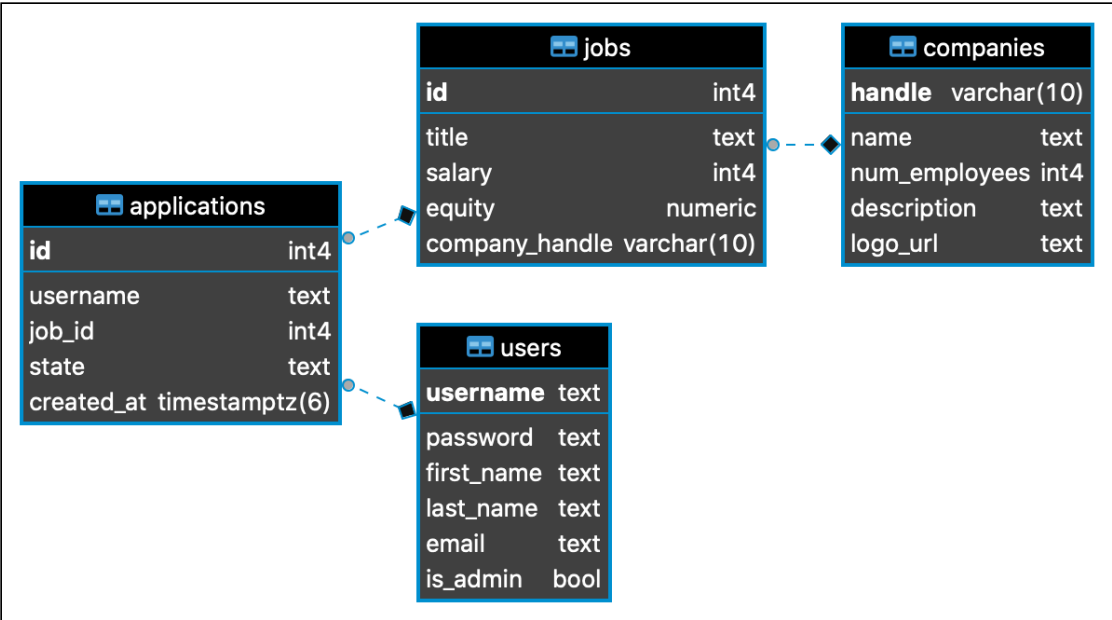 jobs
id int4
title text
salary int4
equity numeric
company_handle varchar(10)
companies
handle varchar(10)
name text
num_employees int4
description text
logo_url text
applications
id int4
username text
job_id int4
state text
created_at timestamptz(6)
users
username text
password text
first_name text
last_name text
email text
is_admin bool